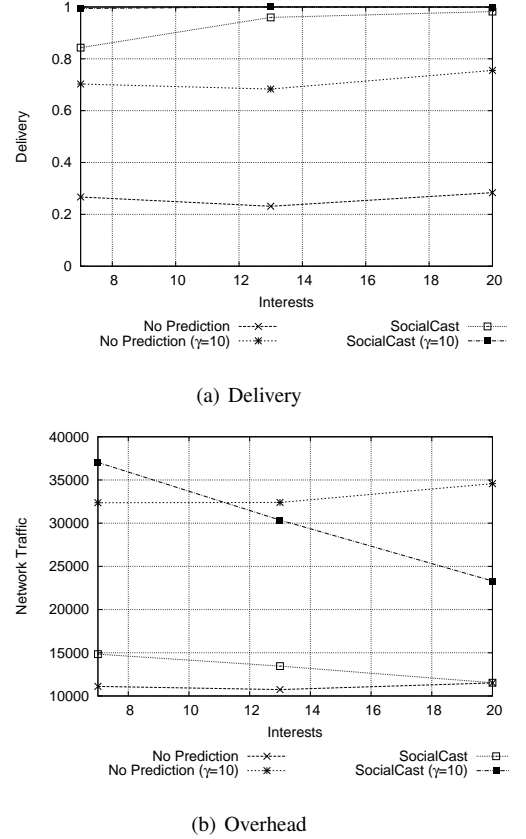 1
0.8
0.6
0.4
0.2
0
Delivery
8 10 12 14 16 18 20
Interests
No Prediction
No Prediction (γ=10)
SocialCast
SocialCast (γ=10)
(a) Delivery
40000
35000
30000
25000
20000
15000
10000
Network Traffic
8 10 12 14 16 18 20
Interests
No Prediction
No Prediction (γ=10)
SocialCast
SocialCast (γ=10)
(b) Overhead